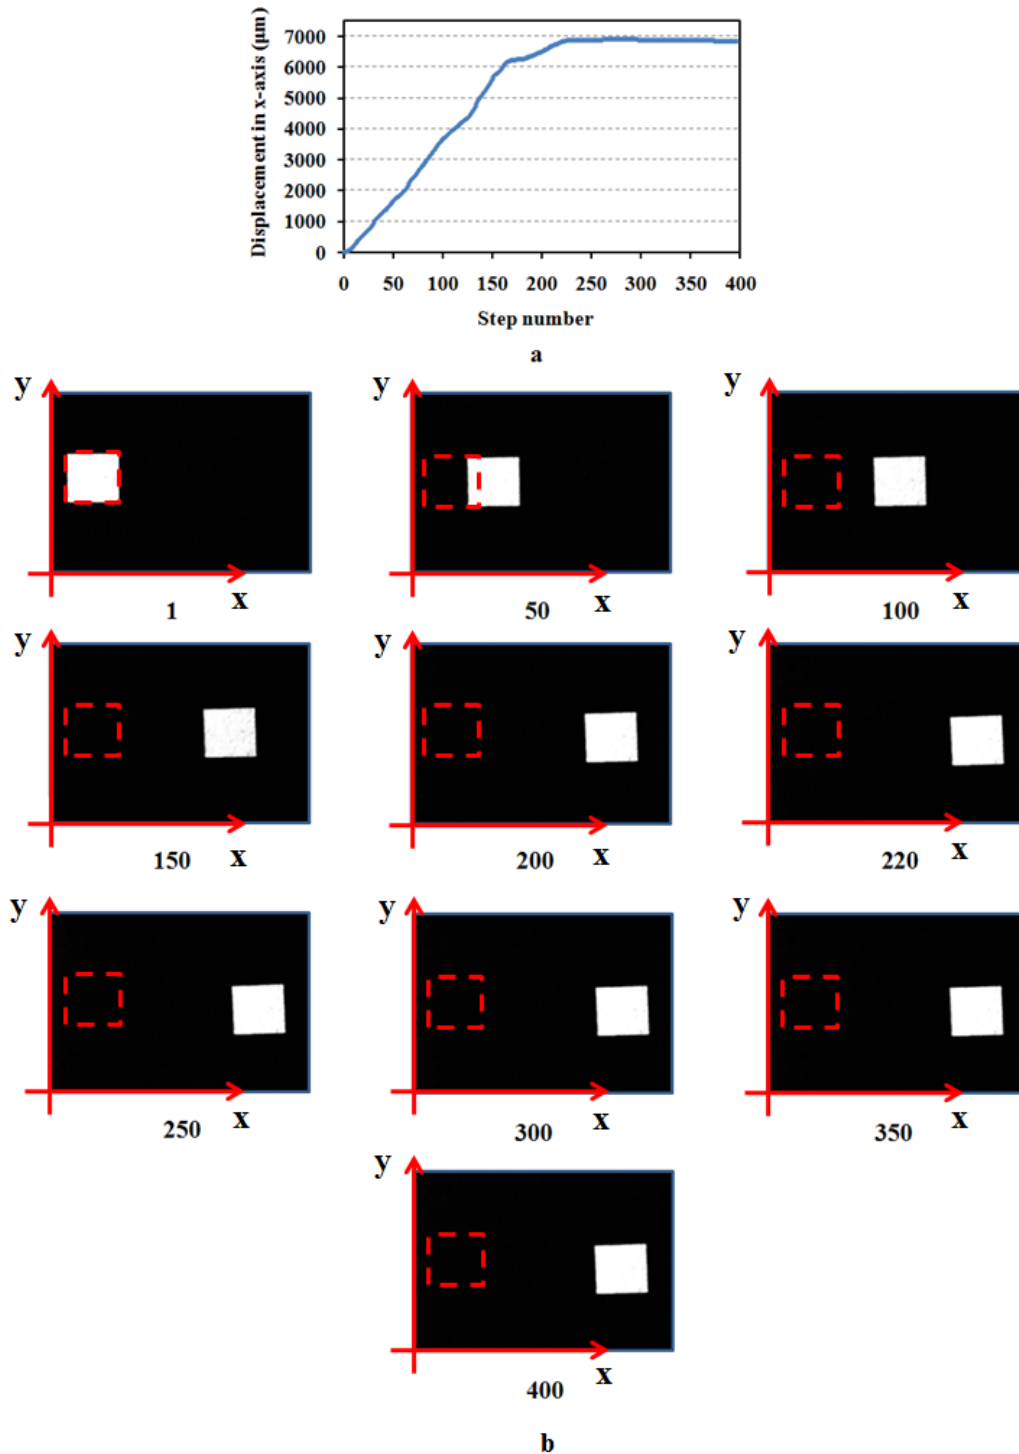 Displacement in x-axis (µm)
7000
6000
5000
4000
3000
2000
1000
0
0 50 100 150 200 250 300 350 400
Step number
a
y y y
1 x 50 x 100 x
y y y
150 x 200 x 220 x
y y y
250 x 300 x 350 x
y
400 x
b